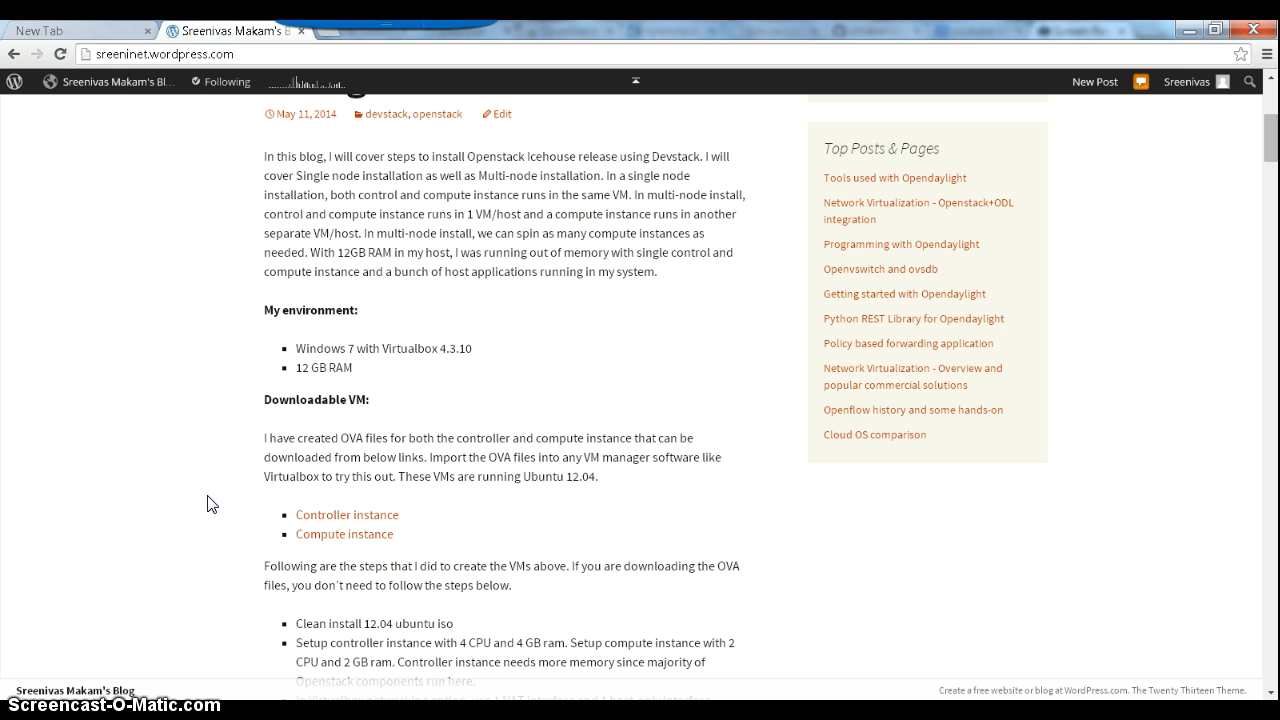 New Tab
Sreenivas Makam's B
sreeninet.wordpress.com
Sreenivas Makam's Bl...
Following
New Post
Sreenivas
May 11, 2014
devstack, openstack
Edit
In this blog, I will cover steps to install Openstack Icehouse release using Devstack. I will
cover Single node installation as well as Multi-node installation. In a single node
installation, both control and compute instance runs in the same VM. In multi-node install,
control and compute instance runs in 1 VM/host and a compute instance runs in another
separate VM/host. In multi-node install, we can spin as many compute instances as
needed. With 12GB RAM in my host, I was running out of memory with single control and
compute instance and a bunch of host applications running in my system.
My environment:
Windows 7 with Virtualbox 4.3.10
12 GB RAM
Downloadable VM:
I have created OVA files for both the controller and compute instance that can be
downloaded from below links. Import the OVA files into any VM manager software like
Virtualbox to try this out. These VMs are running Ubuntu 12.04.
Controller instance
Compute instance
Following are the steps that I did to create the VMs above. If you are downloading the OVA
files, you don't need to follow the steps below.
Clean install 12.04 ubuntu iso
Setup controller instance with 4 CPU and 4 GB ram. Setup compute instance with 2
CPU and 2 GB ram. Controller instance needs more memory since majority of
Openstack components run here.
In Virtualbox networking option, use 1 NAT interface and 
Top Posts & Pages
Tools used with Opendaylight
Network Virtualization - Openstack+ODL
integration
Programming with Opendaylight
Openvswitch and ovsdb
Getting started with Opendaylight
Python REST Library for Opendaylight
Policy based forwarding application
Network Virtualization - Overview and
popular commercial solutions
Openflow history and some hands-on
Cloud OS comparison
Sreenivas Makam's Blog
Create a free website or blog at WordPress.com. The Twenty Thirteen Theme.
Screencast-O-Matic.com